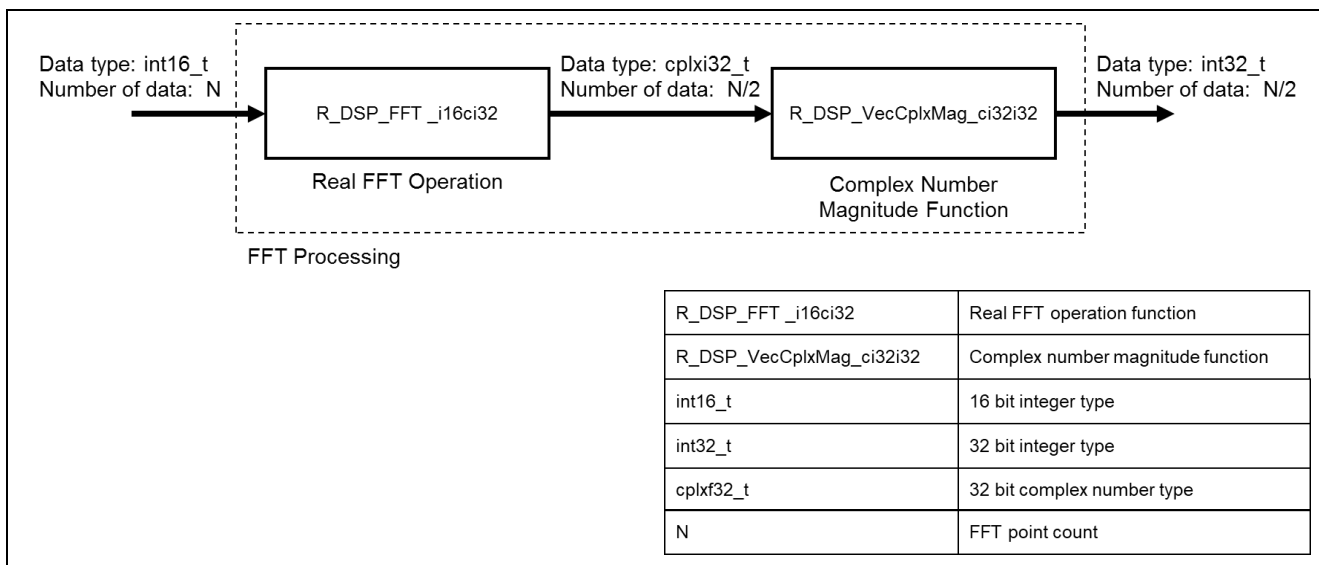 Data type: int16_t
Number of data: N
R_DSP_FFT _i16ci32
Real FFT Operation
Data type: cplxi32_t
Number of data: N/2
R_DSP_VecCplxMag_ci32i32
Complex Number
Magnitude Function
Data type: int32_t
Number of data: N/2
FFT Processing
R_DSP_FFT _i16ci32 Real FFT operation function
R_DSP_VecCplxMag_ci32i32 Complex number magnitude function
int16_t 16 bit integer type
int32_t 32 bit integer type
cplxf32_t 32 bit complex number type
N FFT point count